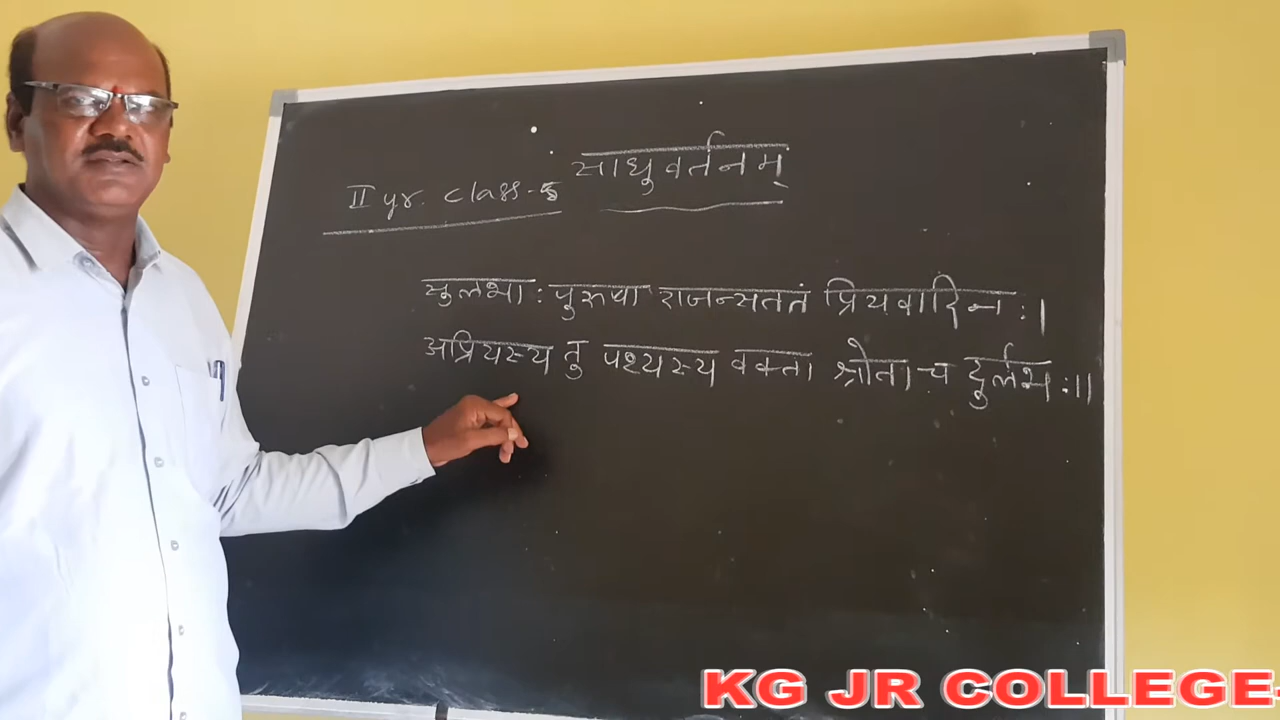 साधुवर्तनम्
II yr. class-5
सुलभाः पुरुषा राजन्सततं प्रियवादिनः।
अप्रियस्य तु पथ्यस्य वक्ता श्रोता च दुर्लभः॥
KG JR COLLEGE-